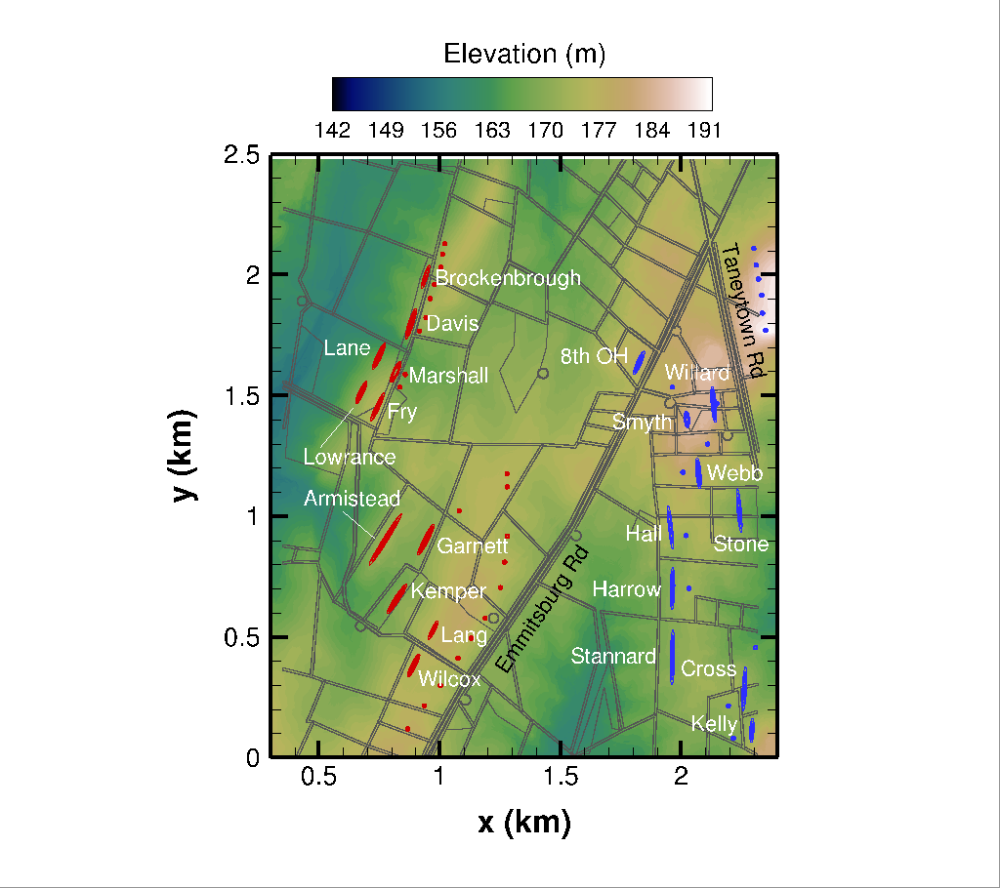 Elevation (m)
142 149 156 163 170 177 184 191
2.5
2
1.5
1
0.5
0
y (km)
Taneytown Rd
Brockenbrough
Davis
Lane
8th OH
Marshall
Willard
Fry
Smyth
Lowrance
Webb
Armistead
Hall
Stone
Garnett
Kemper
Harrow
Emmitsburg Rd
Lang
Stannard
Cross
Wilcox
Kelly
0.5 1 1.5 2
x (km)